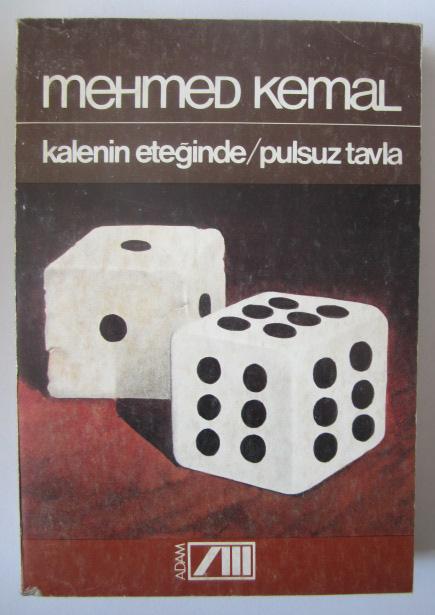 mehmed kemal
kalenin eteğinde/pulsuz tavla
ADAM